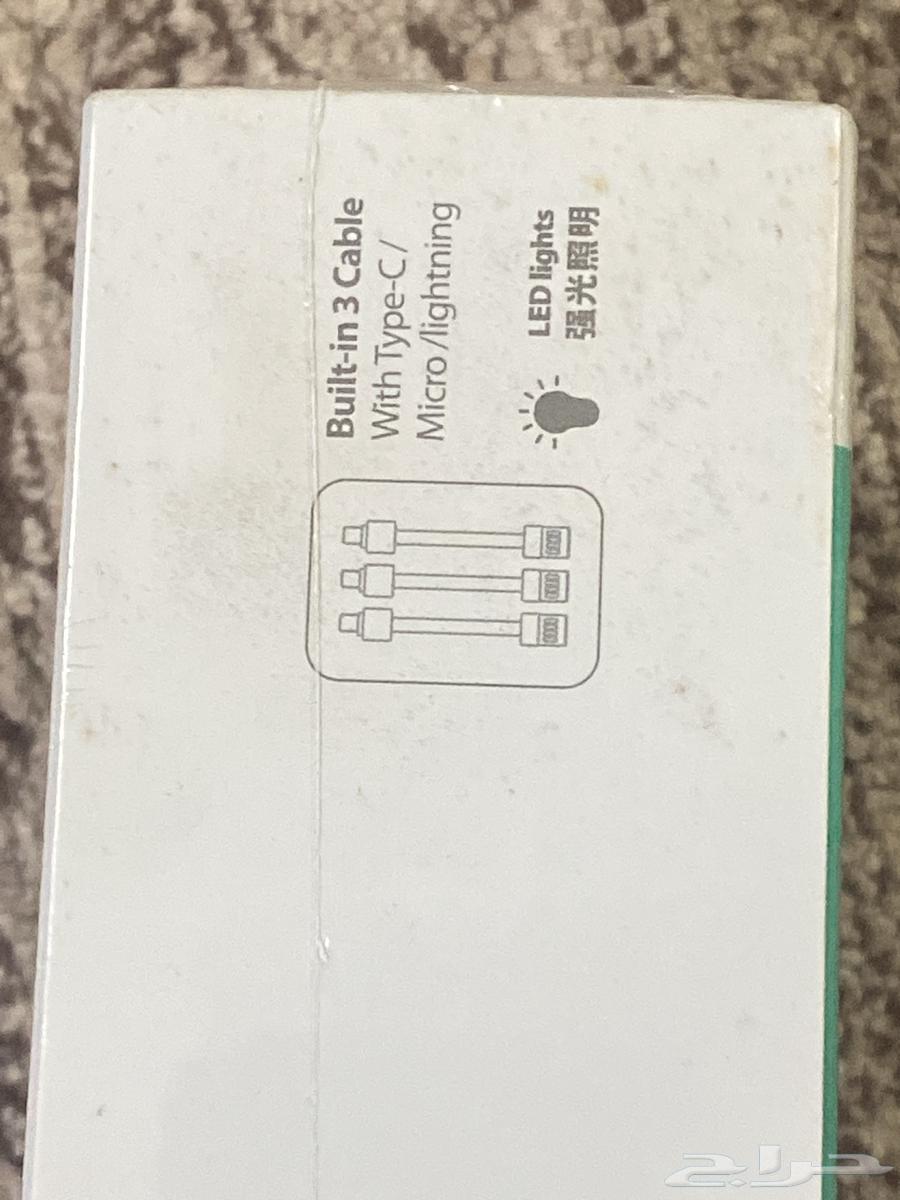 Built-in 3 Cable
With Type-C /
Micro /lightning
LED lights
强光照明
حراج